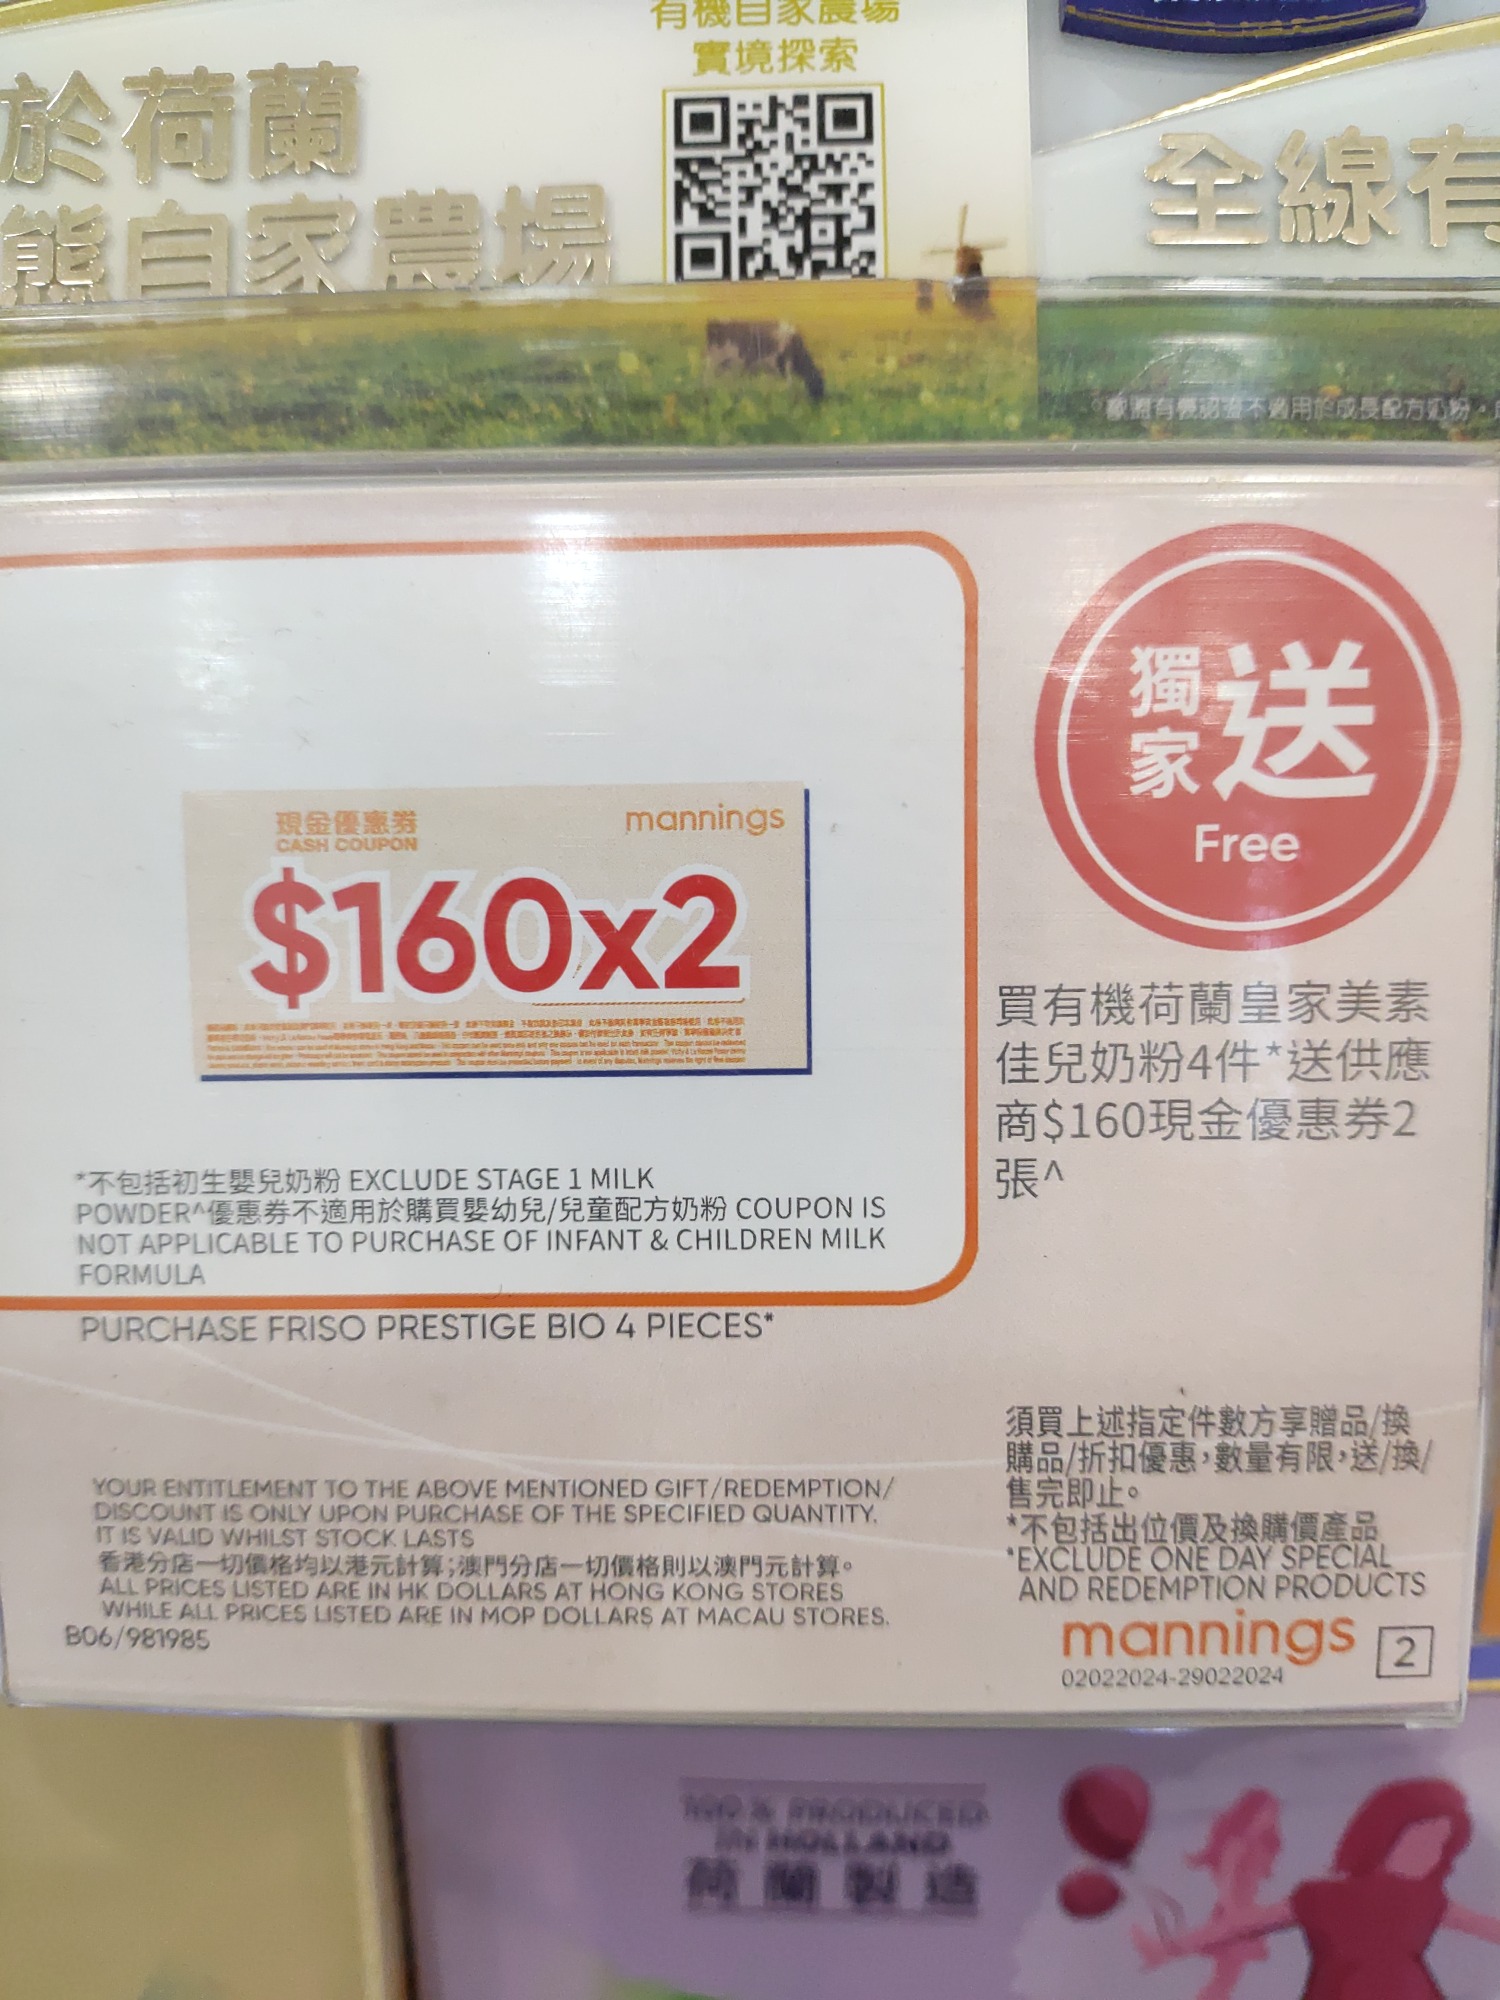 有機自家農場
實境探索
於荷蘭
熊自家農場
全線有
獨家送
Free
現金優惠券
CASH COUPON
mannings
$160x2
買有機荷蘭皇家美素
佳兒奶粉4件*送供應
商$160現金優惠券2
張^
*不包括初生嬰兒奶粉 EXCLUDE STAGE 1 MILK
POWDER^優惠券不適用於購買嬰幼兒/兒童配方奶粉 COUPON IS
NOT APPLICABLE TO PURCHASE OF INFANT & CHILDREN MILK
FORMULA
PURCHASE FRISO PRESTIGE BIO 4 PIECES*
須買上述指定件數方享贈品/換
購品/折扣優惠，數量有限，送/換/
售完即止。
*不包括出位價及換購價產品
*EXCLUDE ONE DAY SPECIAL
AND REDEMPTION PRODUCTS
YOUR ENTITLEMENT TO THE ABOVE MENTIONED GIFT/REDEMPTION/
DISCOUNT IS ONLY UPON PURCHASE OF THE SPECIFIED QUANTITY.
IT IS VALID WHILST STOCK LASTS
香港分店一切價格均以港元計算;澳門分店一切價格則以澳門元計算。
ALL PRICES LISTED ARE IN HK DOLLARS AT HONG KONG STORES
WHILE ALL PRICES LISTED ARE IN MOP DOLLARS AT MACAU STORES.
B06/981985
mannings 2
02022024-29022024
100% PRODUCED
IN HOLLAND
荷蘭製造